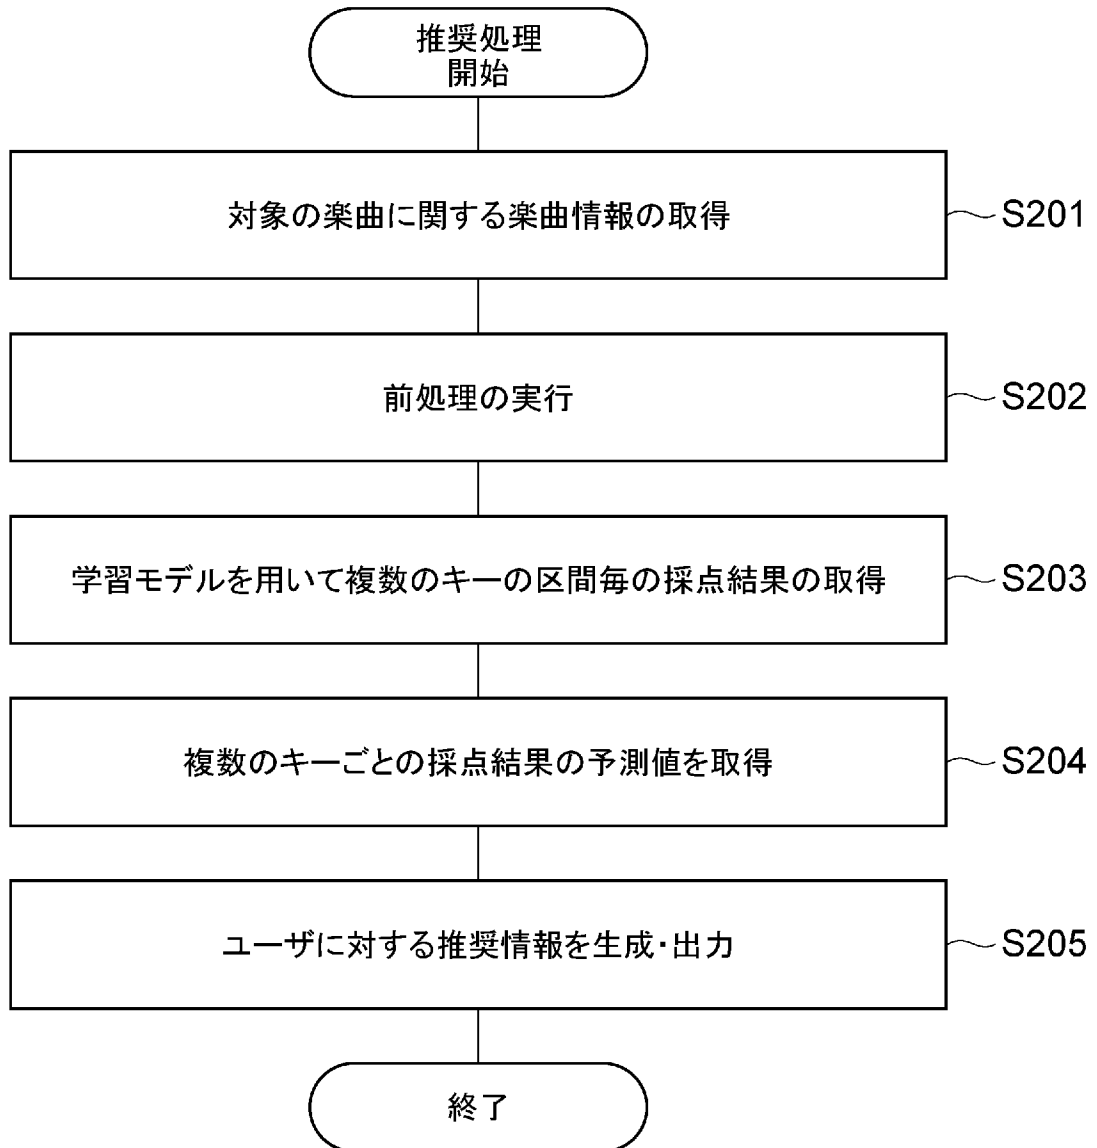 推奨処理
開始
対象の楽曲に関する楽曲情報の取得
S201
前処理の実行
S202
学習モデルを用いて複数のキーの区間毎の採点結果の取得
S203
複数のキーごとの採点結果の予測値を取得
S204
ユーザに対する推奨情報を生成・出力
S205
終了